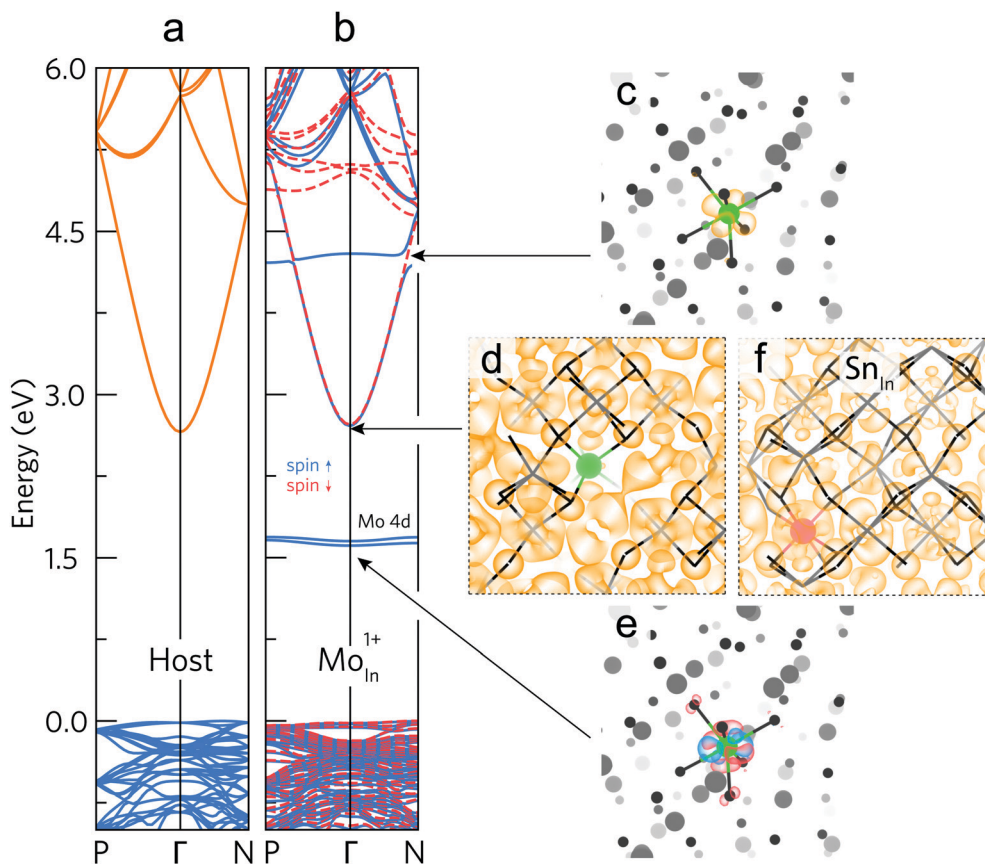 a
b
6.0
4.5
3.0
1.5
0.0
Energy (eV)
Host
P
Γ
N
spin ↑
spin ↓
Mo 4d
Mo 1+ In
P
Γ
N
c
d
f
Sn In
e